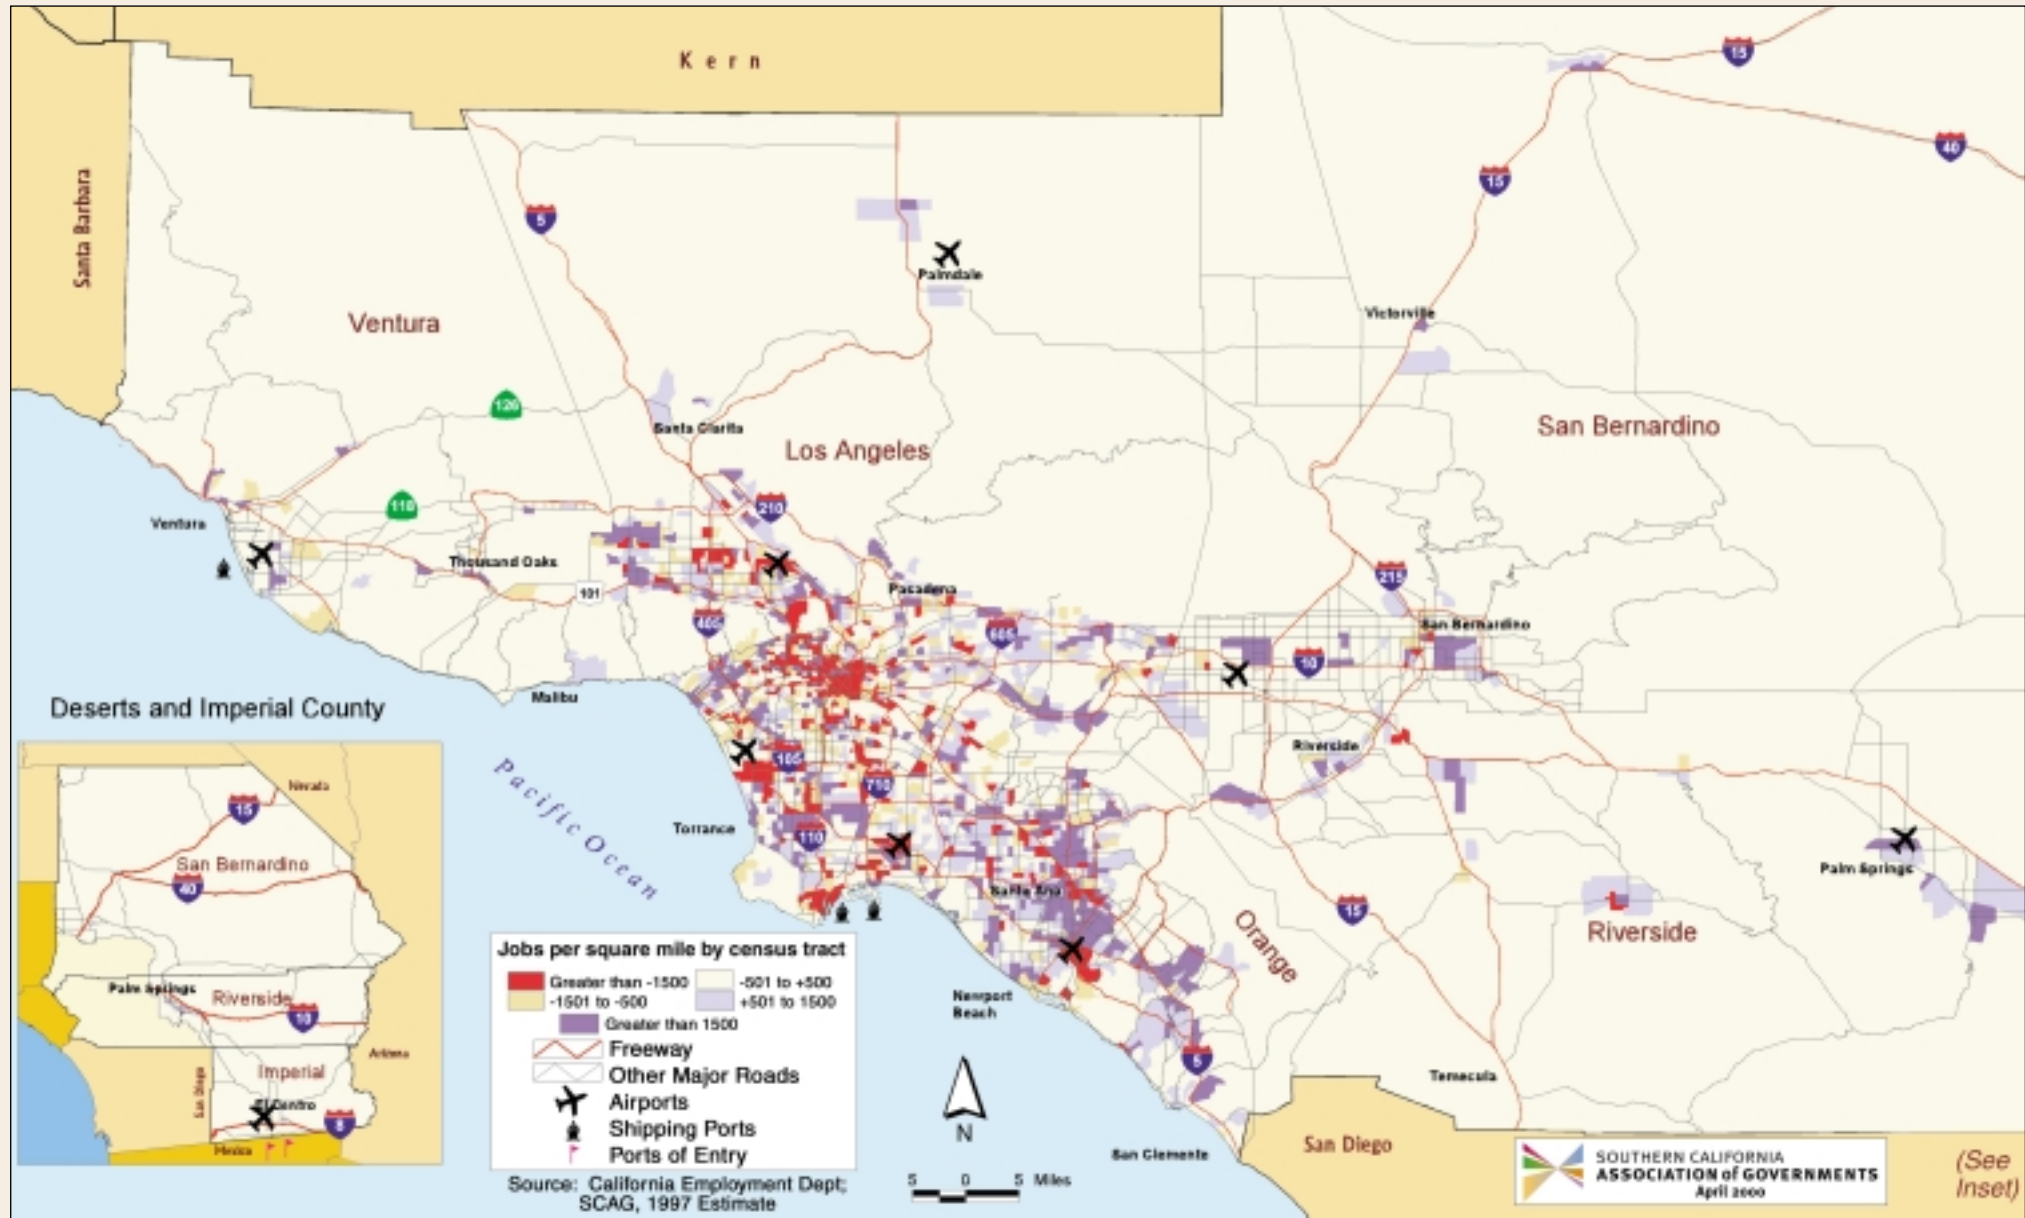 Kern
15
40
Santa Barbara
15
5
Palmdale
Ventura
Victorville
126
Santa Clarita
Los Angeles
San Bernardino
118
210
Ventura
Thousand Oaks
101
Pasadena
215
405
605
San Bernardino
10
Malibu
Deserts and Imperial County
Riverside
105
710
Pacific Ocean
Torrance
110
Palm Springs
Santa Ana
15
Orange
Riverside
Newport
Beach
5
Temecula
San Clemente
San Diego
Nevada
15
San Bernardino
40
Palm Springs
Riverside
10
Arizona
Imperial
San Diego
El Centro
8
Mexico
Jobs per square mile by census tract
Greater than -1500
-501 to +500
-1501 to -500
+501 to 1500
Greater than 1500
Freeway
Other Major Roads
Airports
Shipping Ports
Ports of Entry
Source: California Employment Dept;
SCAG, 1997 Estimate
N
5 0 5 Miles
SOUTHERN CALIFORNIA
ASSOCIATION of GOVERNMENTS
April 2000
(See
Inset)